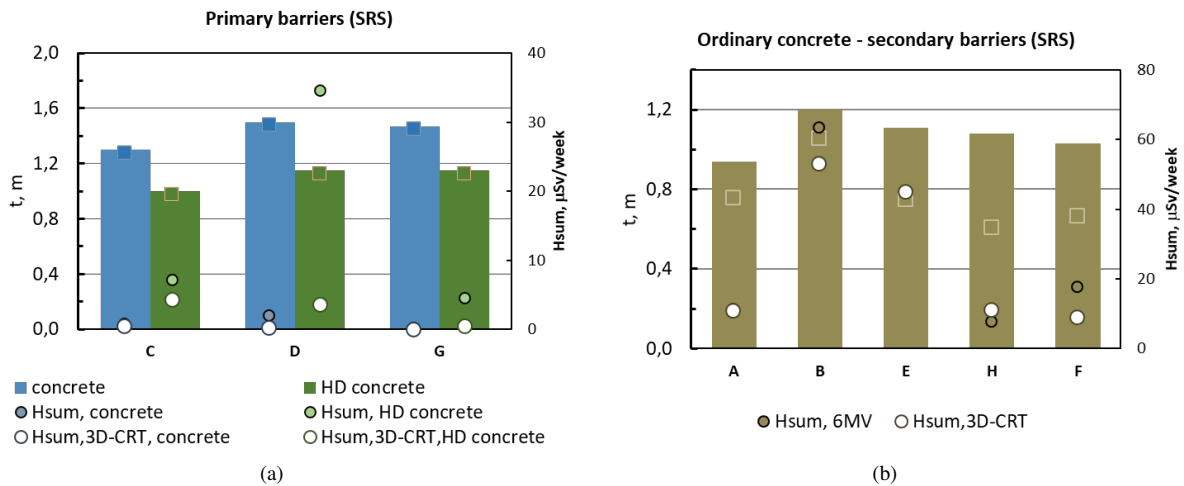 Primary barriers (SRS)
2,0
1,6
1,2
0,8
0,4
0,0
t, m
40
30
20
10
0
Hsum, µSv/week
C D G
concrete HD concrete
Hsum, concrete Hsum, HD concrete
Hsum,3D-CRT, concrete Hsum,3D-CRT,HD concrete
(a)
Ordinary concrete - secondary barriers (SRS)
1,2
0,8
0,4
0,0
t, m
80
60
40
20
0
Hsum, µSv/week
A B E H F
Hsum, 6MV Hsum,3D-CRT
(b)